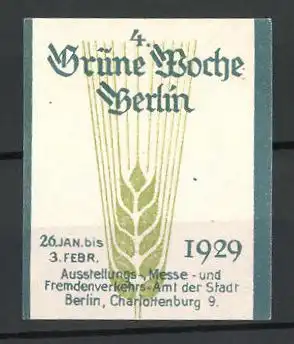 4.
Grüne Woche
Berlin
26. JAN. bis
3. FEBR.
1929
Ausstellungs-, Messe- und
Fremdenverkehrs-Amt der Stadt
Berlin, Charlottenburg 9.